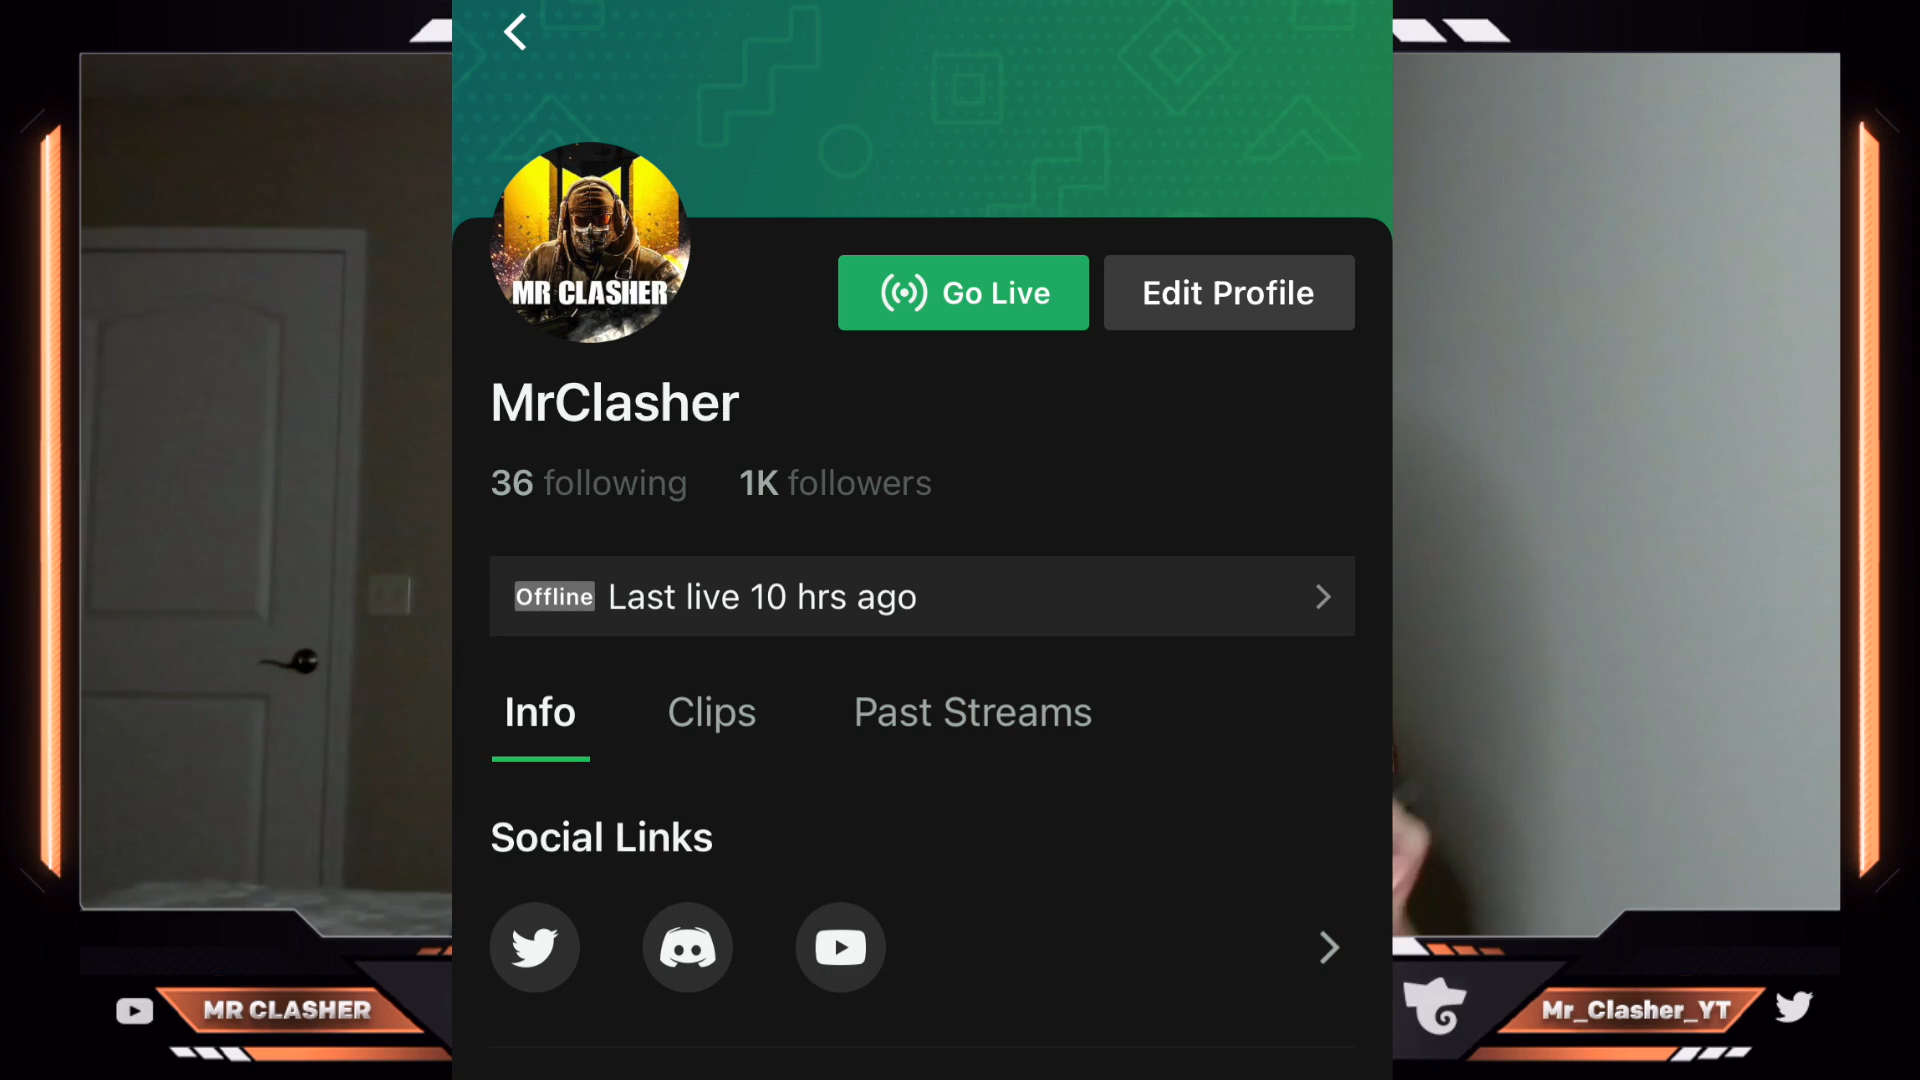 MR CLASHER
Go Live
Edit Profile
MrClasher
36 following 1K followers
Offline Last live 10 hrs ago
Info Clips Past Streams
Social Links
MR CLASHER
Mr_Clasher_YT